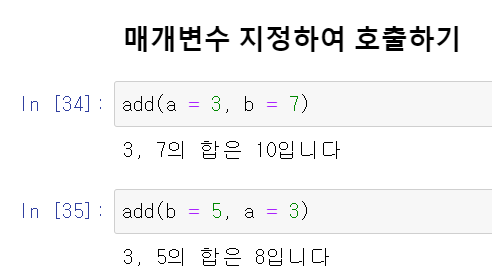 매개변수 지정하여 호출하기
In [34]: add(a = 3, b = 7)
3, 7의 합은 10입니다
In [35]: add(b = 5, a = 3)
3, 5의 합은 8입니다